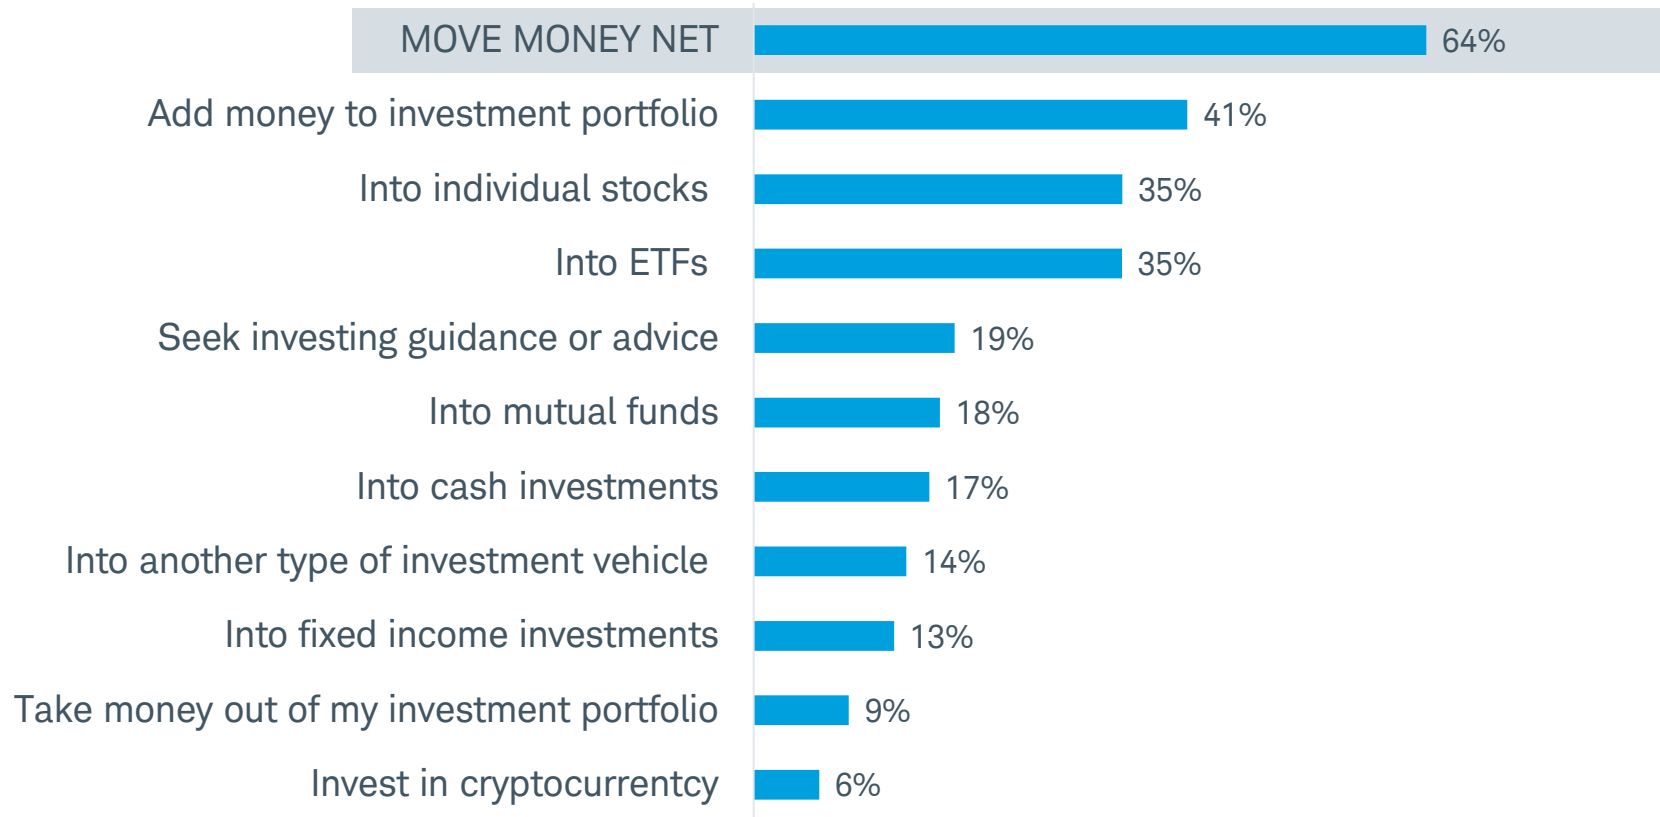 MOVE MONEY NET 64%
Add money to investment portfolio 41%
Into individual stocks 35%
Into ETFs 35%
Seek investing guidance or advice 19%
Into mutual funds 18%
Into cash investments 17%
Into another type of investment vehicle 14%
Into fixed income investments 13%
Take money out of my investment portfolio 9%
Invest in cryptocurrentcy 6%